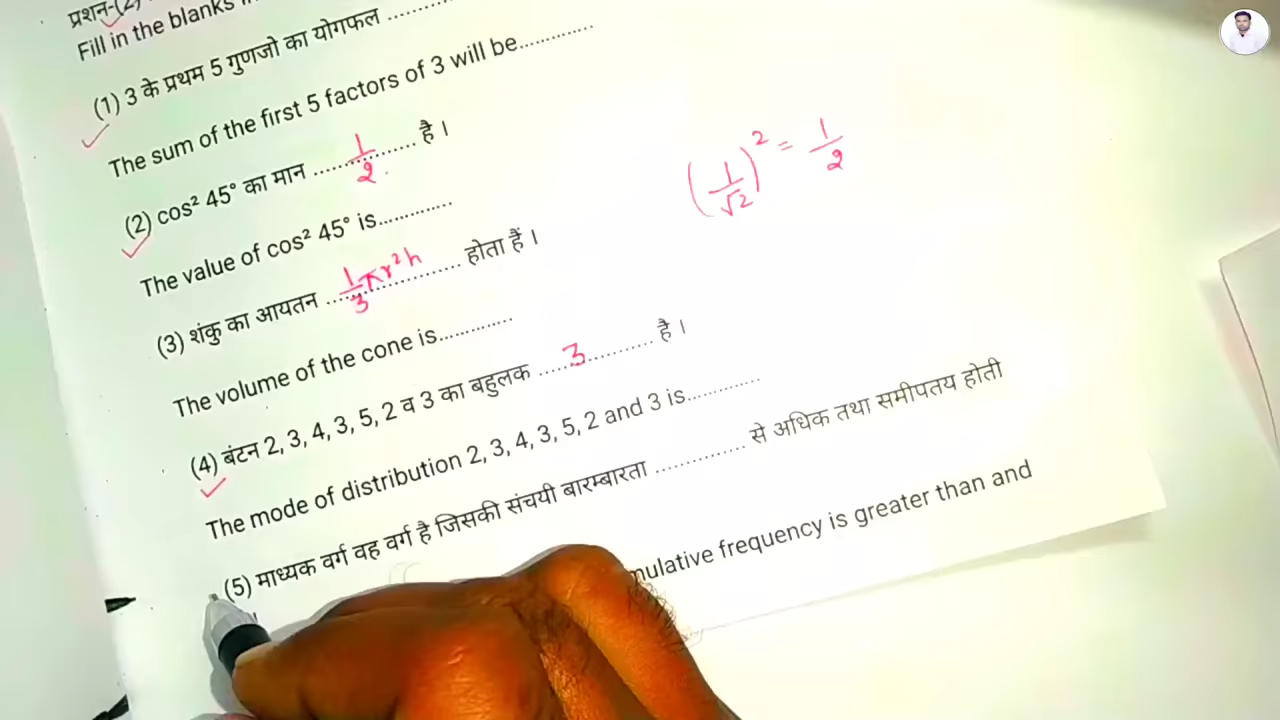 प्रशन-(2)
Fill in the blanks
(1) 3 के प्रथम 5 गुणजो का योगफल ..........
The sum of the first 5 factors of 3 will be............
(2) cos² 45° का मान ......1/2...... है ।
The value of cos² 45° is............
(1/√2)² = 1/2
(3) शंकु का आयतन ......1/3 πr²h...... होता हैं ।
The volume of the cone is............
(4) बंटन 2, 3, 4, 3, 5, 2 व 3 का बहुलक ......3............ है ।
The mode of distribution 2, 3, 4, 3, 5, 2 and 3 is............
(5) माध्यक वर्ग वह वर्ग है जिसकी संचयी बारम्बारता ............... से अधिक तथा समीपतय होती
frequency is greater than and